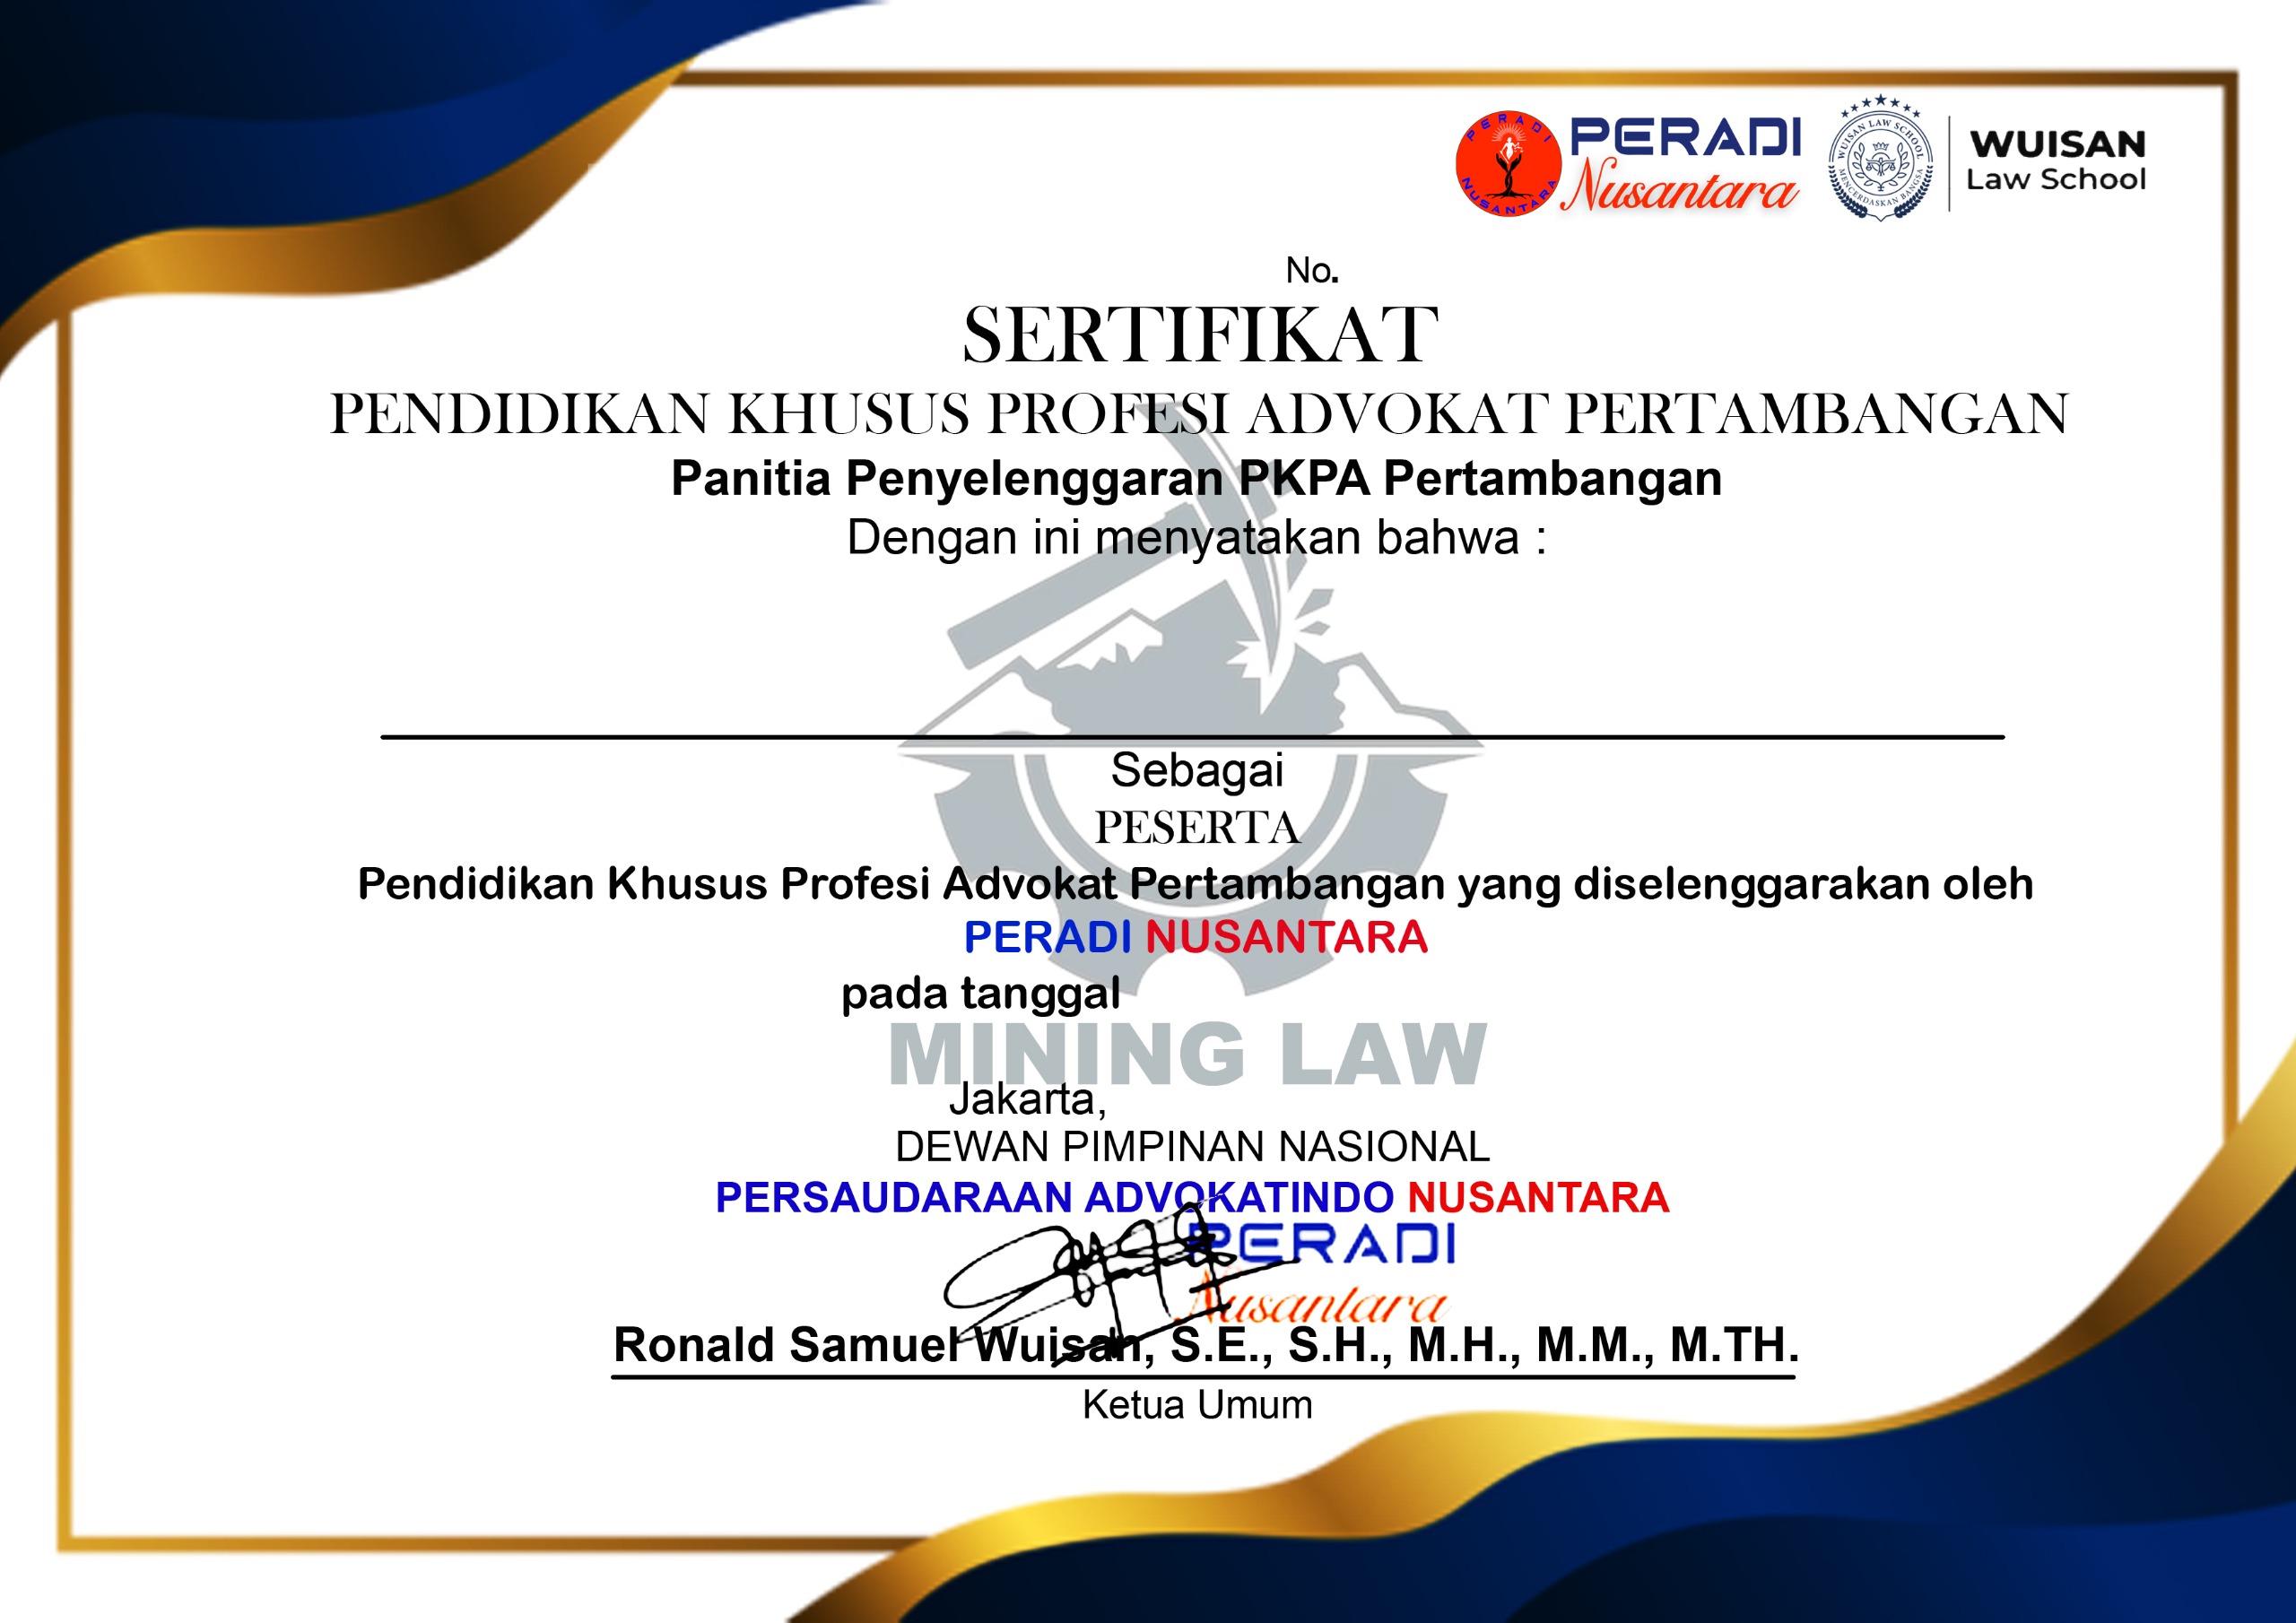 PERADI NUSANTARA
PERADI
Nusantara
WUISAN LAW SCHOOL
MENCERDASKAN BANGSA
WUISAN
Law School
No.
SERTIFIKAT
PENDIDIKAN KHUSUS PROFESI ADVOKAT PERTAMBANGAN
Panitia Penyelenggaran PKPA Pertambangan
Dengan ini menyatakan bahwa :
Sebagai
PESERTA
Pendidikan Khusus Profesi Advokat Pertambangan yang diselenggarakan oleh
PERADI NUSANTARA
pada tanggal
MINING LAW
Jakarta,
DEWAN PIMPINAN NASIONAL
PERSAUDARAAN ADVOKATINDO NUSANTARA
PERADI
Nusantara
Ronald Samuel Wuisan, S.E., S.H., M.H., M.M., M.TH.
Ketua Umum